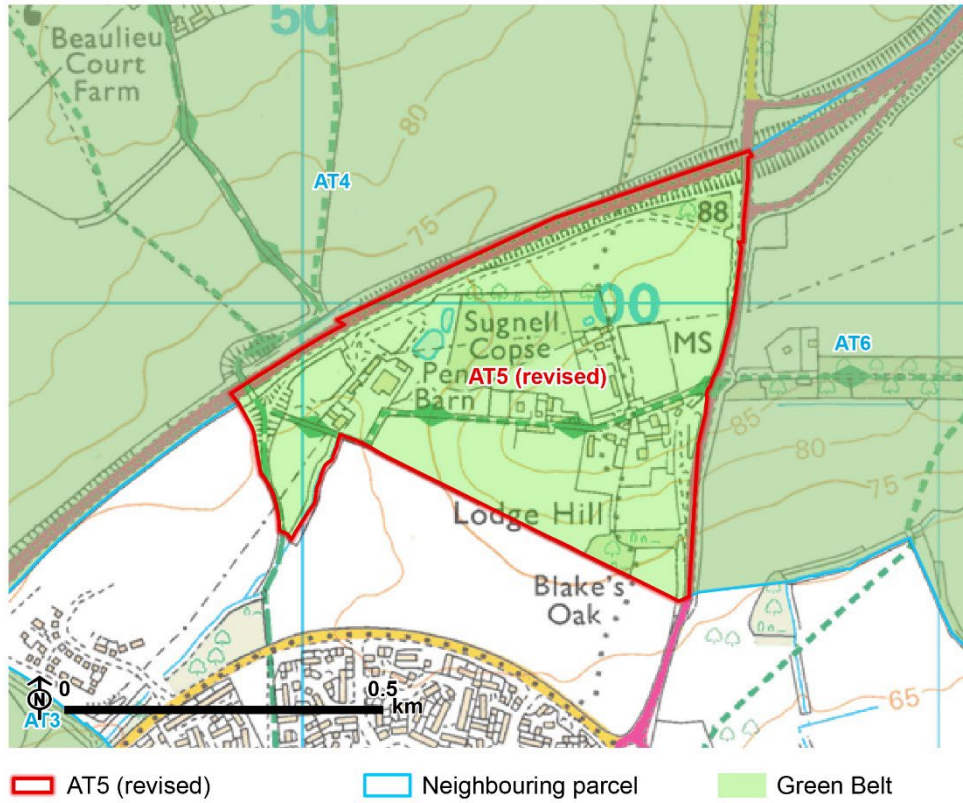 50
Beaulieu
Court
Farm
80
75
AT4
75
88
00
Sugnell
Copse
MS
AT6
AT5 (revised)
Pen
Barn
85
80
75
Lodge Hill
Blake's
Oak
65
0
0.5
km
N
AT3
AT5 (revised)
Neighbouring parcel
Green Belt